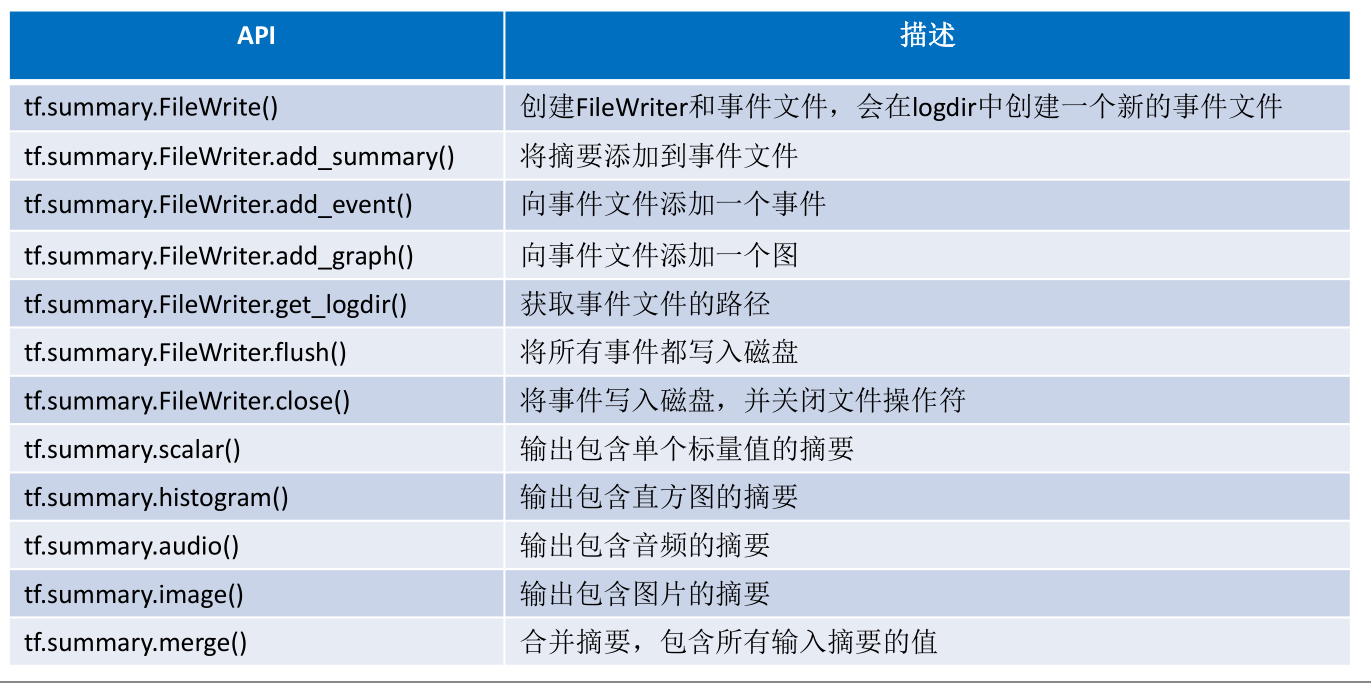 API 描述
tf.summary.FileWrite() 创建FileWriter和事件文件，会在logdir中创建一个新的事件文件
tf.summary.FileWriter.add_summary() 将摘要添加到事件文件
tf.summary.FileWriter.add_event() 向事件文件添加一个事件
tf.summary.FileWriter.add_graph() 向事件文件添加一个图
tf.summary.FileWriter.get_logdir() 获取事件文件的路径
tf.summary.FileWriter.flush() 将所有事件都写入磁盘
tf.summary.FileWriter.close() 将事件写入磁盘，并关闭文件操作符
tf.summary.scalar() 输出包含单个标量值的摘要
tf.summary.histogram() 输出包含直方图的摘要
tf.summary.audio() 输出包含音频的摘要
tf.summary.image() 输出包含图片的摘要
tf.summary.merge() 合并摘要，包含所有输入摘要的值